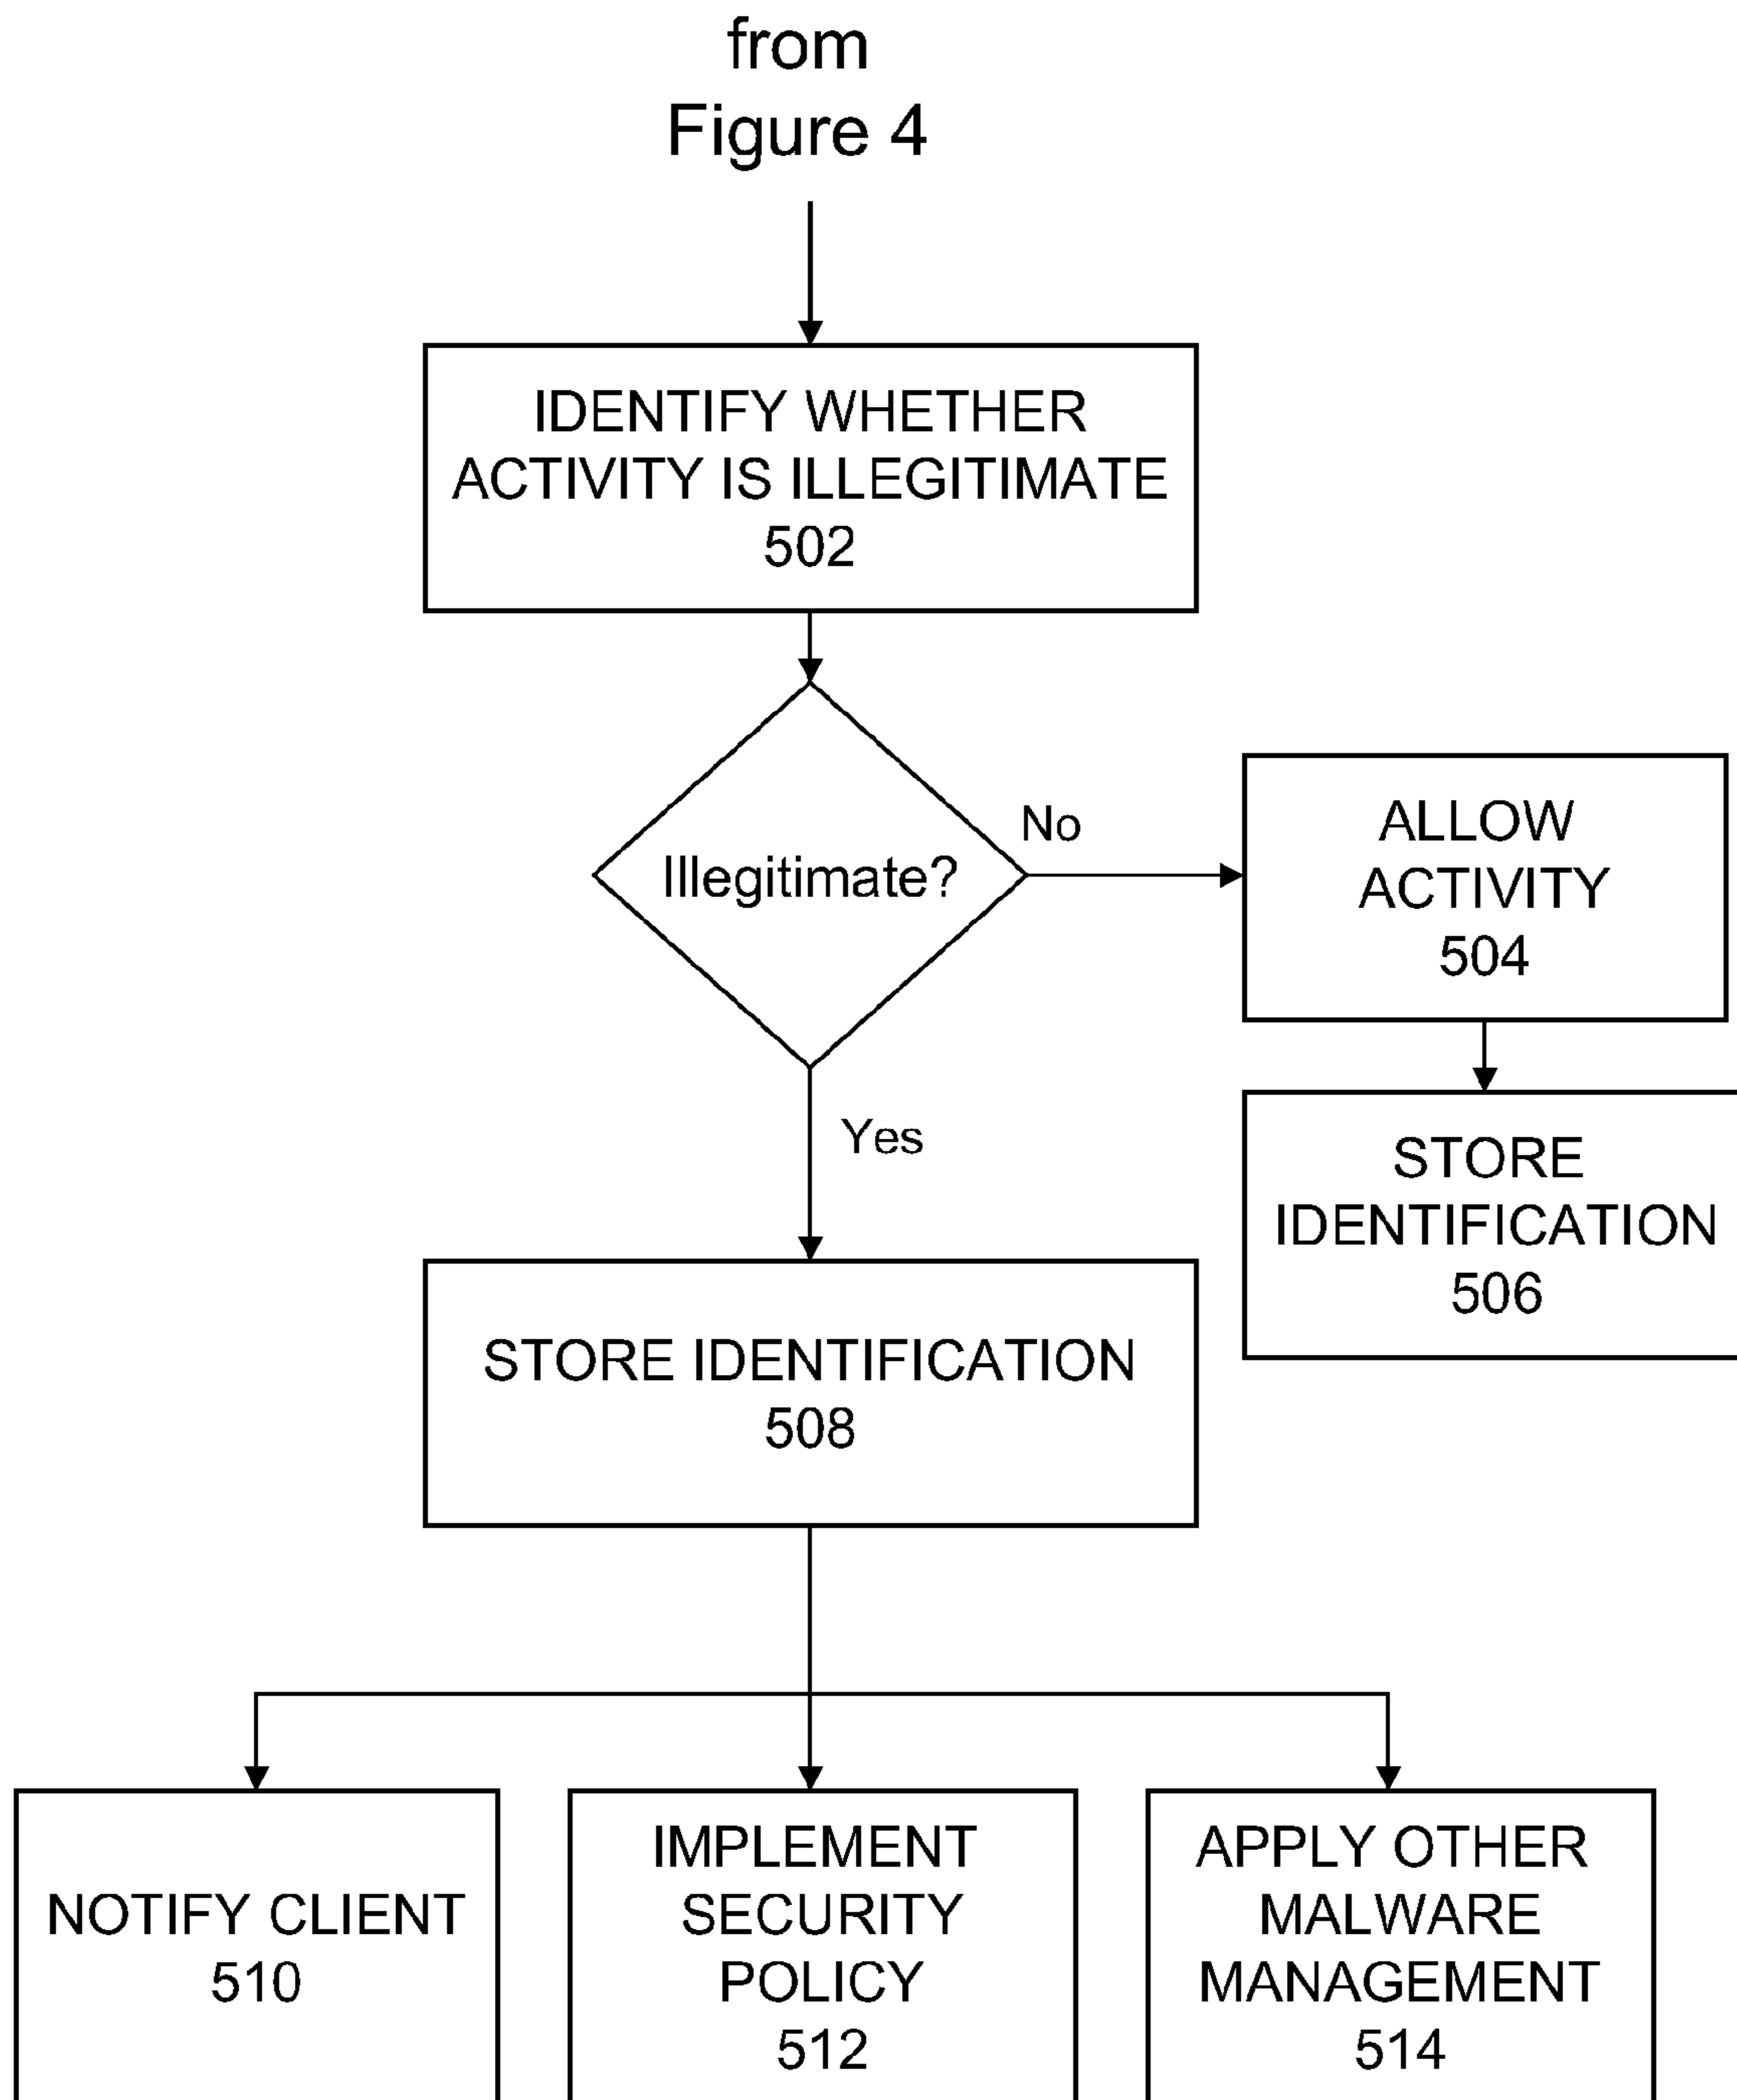 from
Figure 4
IDENTIFY WHETHER
ACTIVITY IS ILLEGITIMATE
502
Illegitimate?
No
ALLOW
ACTIVITY
504
Yes
STORE
IDENTIFICATION
506
STORE IDENTIFICATION
508
NOTIFY CLIENT
510
IMPLEMENT
SECURITY
POLICY
512
APPLY OTHER
MALWARE
MANAGEMENT
514